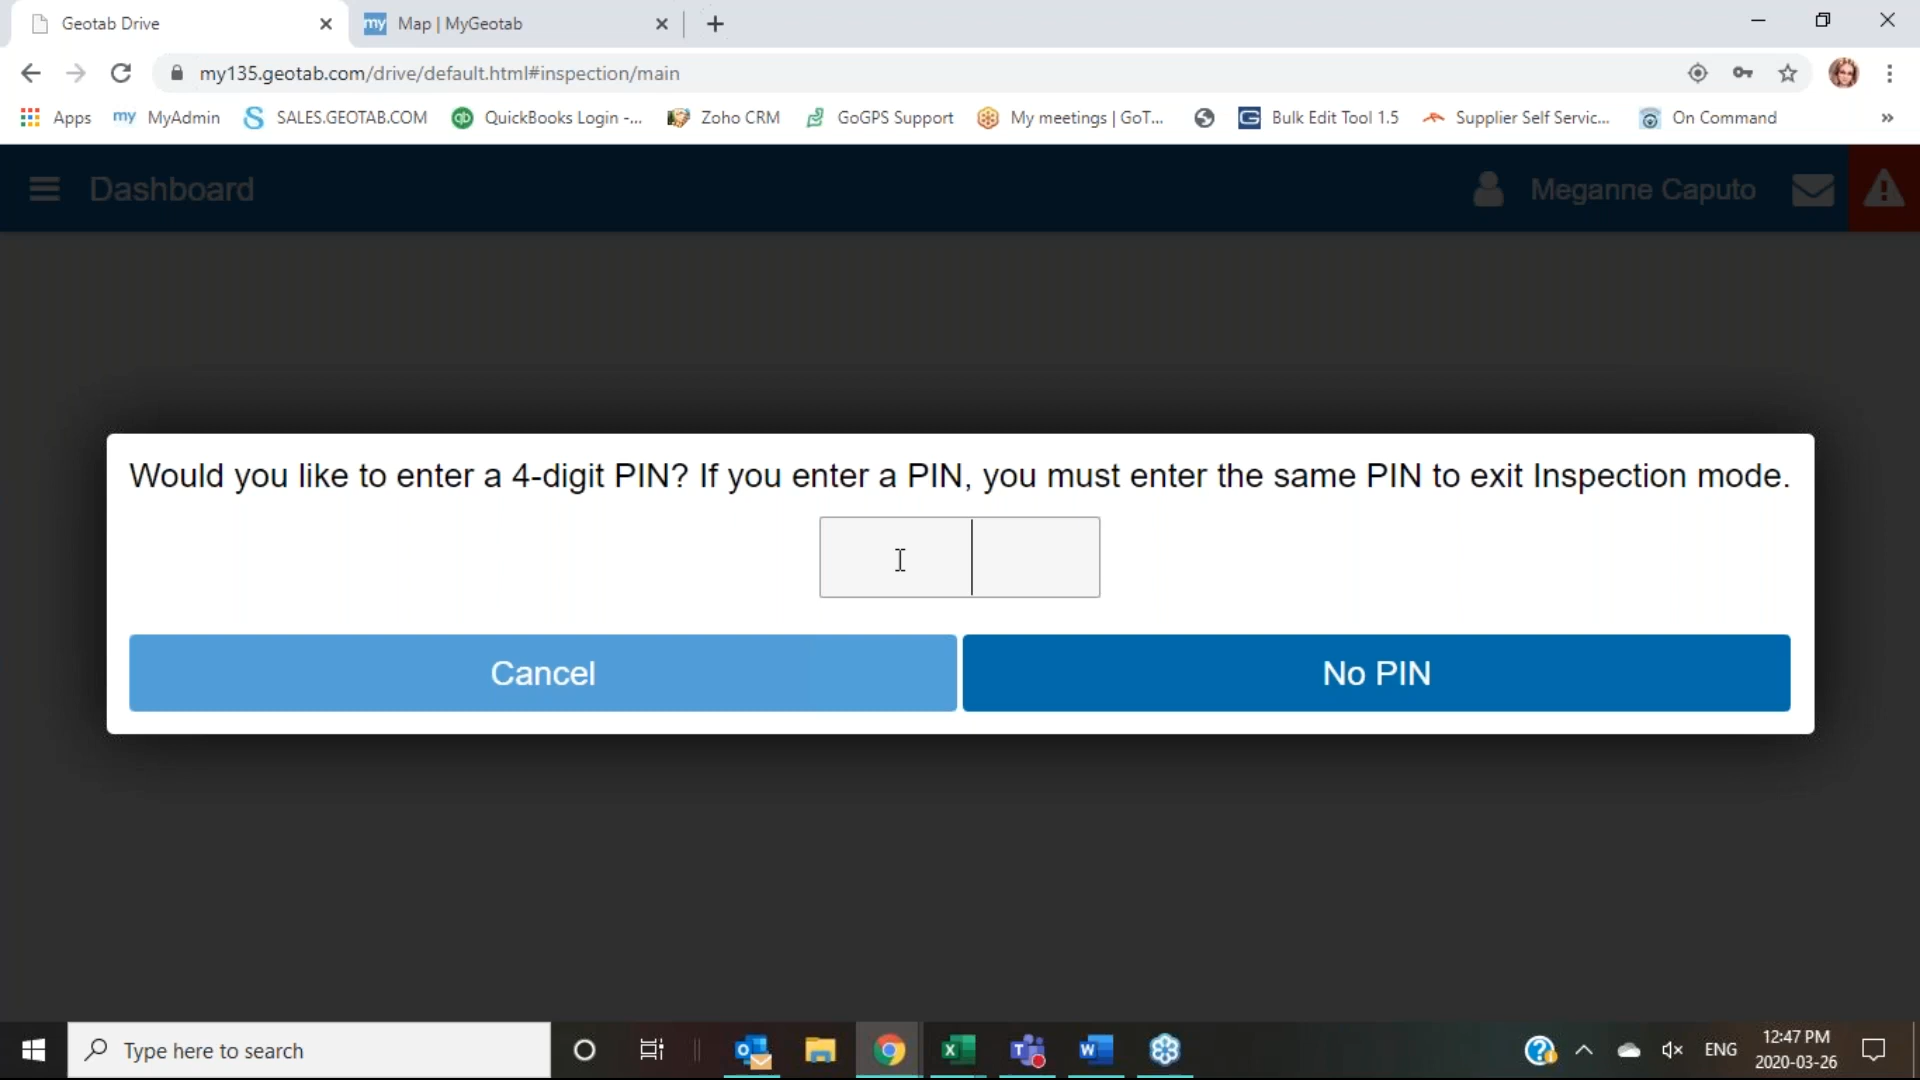 Geotab Drive
my Map | MyGeotab
my135.geotab.com/drive/default.html#inspection/main
Apps my MyAdmin SALES.GEOTAB.COM qb QuickBooks Login -... Zoho CRM GoGPS Support My meetings | GoT... Bulk Edit Tool 1.5 Supplier Self Servic... On Command »
Dashboard Meganne Caputo
Would you like to enter a 4-digit PIN? If you enter a PIN, you must enter the same PIN to exit Inspection mode.
Cancel No PIN
Type here to search ENG 12:47 PM
2020-03-26